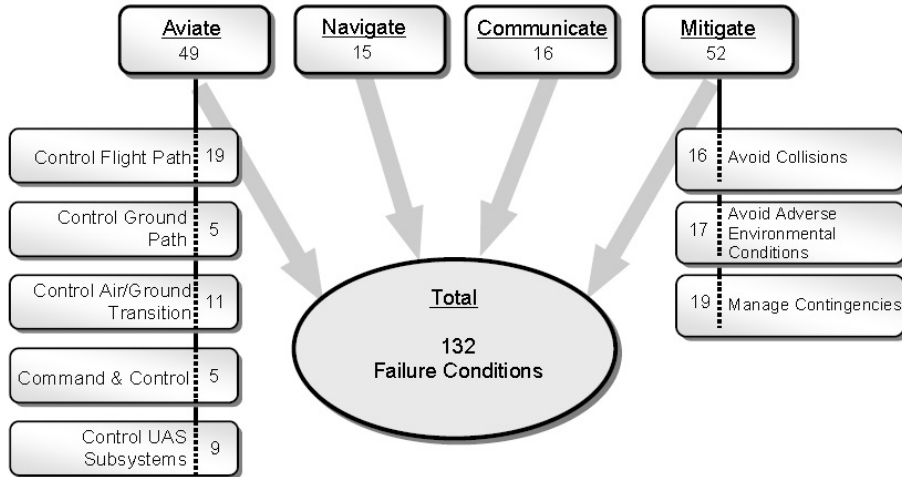 Aviate
49
Navigate
15
Communicate
16
Mitigate
52
Control Flight Path 19
Control Ground
Path 5
Control Air/Ground
Transition 11
Command & Control 5
Control UAS
Subsystems 9
16 Avoid Collisions
17 Avoid Adverse
Environmental
Conditions
19 Manage Contingencies
Total
132
Failure Conditions